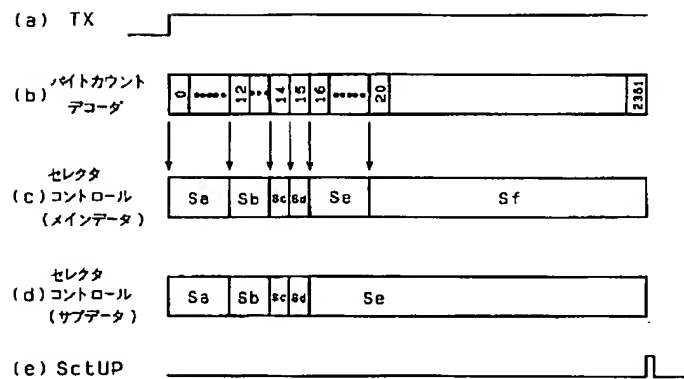 (a) TX
(b) バイトカウント
デコーダ
0 ..... 12 ... 14 15 16 ..... 20 2381
セレクタ
(c) コントロール
(メインデータ)
Sa Sb Sc Sd Se Sf
セレクタ
(d) コントロール
(サブデータ)
Sa Sb Sc Sd Se
(e) SctUP